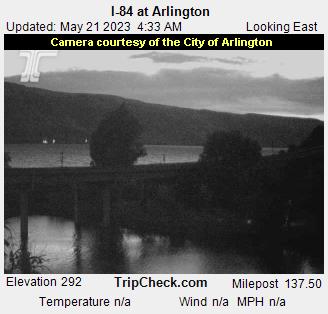 I-84 at Arlington
Updated: May 21 2023 4:33 AM Looking East
Camera courtesy of the City of Arlington
Elevation 292 TripCheck.com Milepost 137.50
Temperature n/a Wind n/a MPH n/a